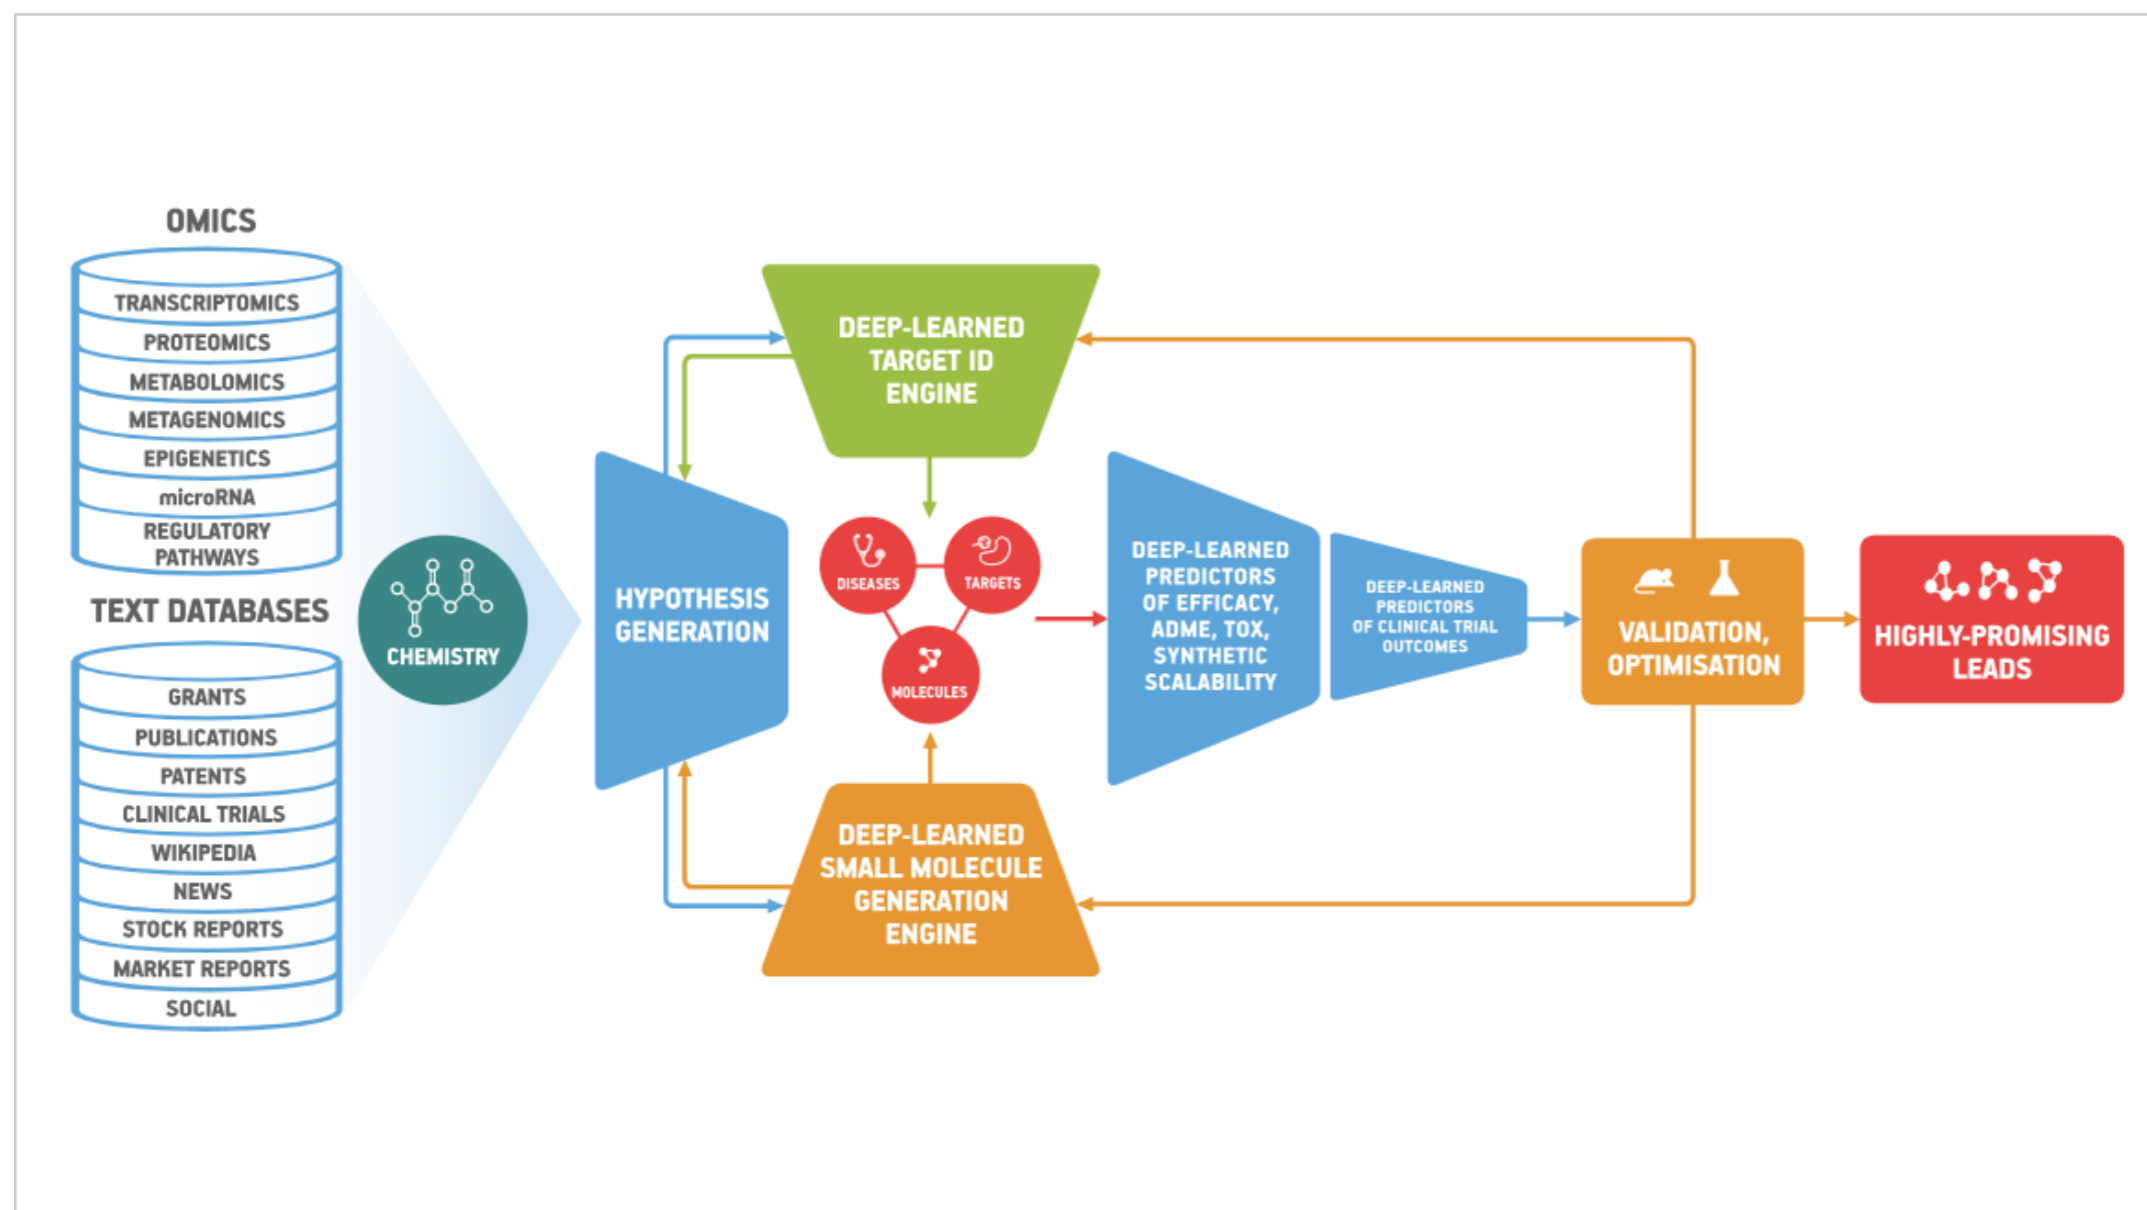 OMICS
TRANSCRIPTOMICS
PROTEOMICS
METABOLOMICS
METAGENOMICS
EPIGENETICS
microRNA
REGULATORY
PATHWAYS
TEXT DATABASES
GRANTS
PUBLICATIONS
PATENTS
CLINICAL TRIALS
WIKIPEDIA
NEWS
STOCK REPORTS
MARKET REPORTS
SOCIAL
CHEMISTRY
HYPOTHESIS
GENERATION
DEEP-LEARNED
TARGET ID
ENGINE
DISEASES
TARGETS
MOLECULES
DEEP-LEARNED
SMALL MOLECULE
GENERATION
ENGINE
DEEP-LEARNED
PREDICTORS
OF EFFICACY,
ADME, TOX,
SYNTHETIC
SCALABILITY
DEEP-LEARNED
PREDICTORS
OF CLINICAL TRIAL
OUTCOMES
VALIDATION,
OPTIMISATION
HIGHLY-PROMISING
LEADS